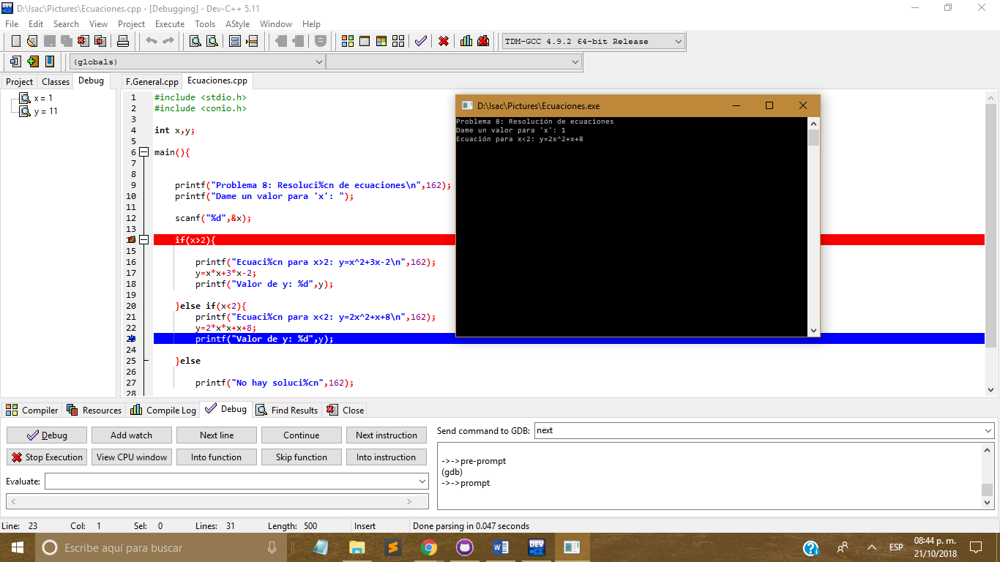 D:\Isac\Pictures\Ecuaciones.cpp - [Debugging] - Dev-C++ 5.11
File Edit Search View Project Execute Tools AStyle Window Help
TDM-GCC 4.9.2 64-bit Release
(globals)
Project Classes Debug
F.General.cpp Ecuaciones.cpp
x = 1
y = 11
1 #include <stdio.h>
2 #include <conio.h>
3
4 int x,y;
5
6 main(){
7
8
9 printf("Problema 8: Resoluci%cn de ecuaciones\n",162);
10 printf("Dame un valor para 'x': ");
11
12 scanf("%d",&x);
13
if(x>2){
15
16 printf("Ecuaci%cn para x>2: y=x^2+3x-2\n",162);
17 y=x*x+3*x-2;
18 printf("Valor de y: %d",y);
19
20 }else if(x<2){
21 printf("Ecuaci%cn para x<2: y=2x^2+x+8\n",162);
22 y=2*x*x+x+8;
printf("Valor de y: %d",y);
24
25 }else
26
27 printf("No hay soluci%cn",162);
28
D:\Isac\Pictures\Ecuaciones.exe
Problema 8: Resolución de ecuaciones
Dame un valor para 'x': 1
Ecuación para x<2: y=2x^2+x+8
Compiler Resources Compile Log Debug Find Results Close
Debug Add watch Next line Continue Next instruction
Stop Execution View CPU window Into function Skip function Into instruction
Evaluate:
Send command to GDB: next
->->pre-prompt
(gdb)
->->prompt
Line: 23 Col: 1 Sel: 0 Lines: 31 Length: 500 Insert Done parsing in 0.047 seconds
Escribe aquí para buscar
ESP
08:44 p. m.
21/10/2018